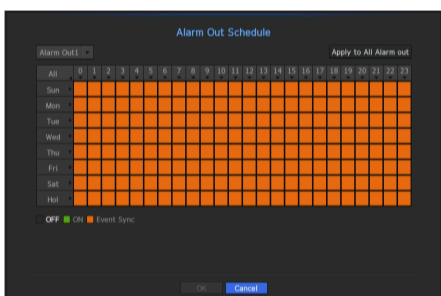 Alarm Out Schedule
Alarm Out1 Apply to All Alarm out
All 0 1 2 3 4 5 6 7 8 9 10 11 12 13 14 15 16 17 18 19 20 21 22 23
Sun
Mon
Tue
Wed
Thu
Fri
Sat
Hol
OFF ON Event Sync
OK Cancel